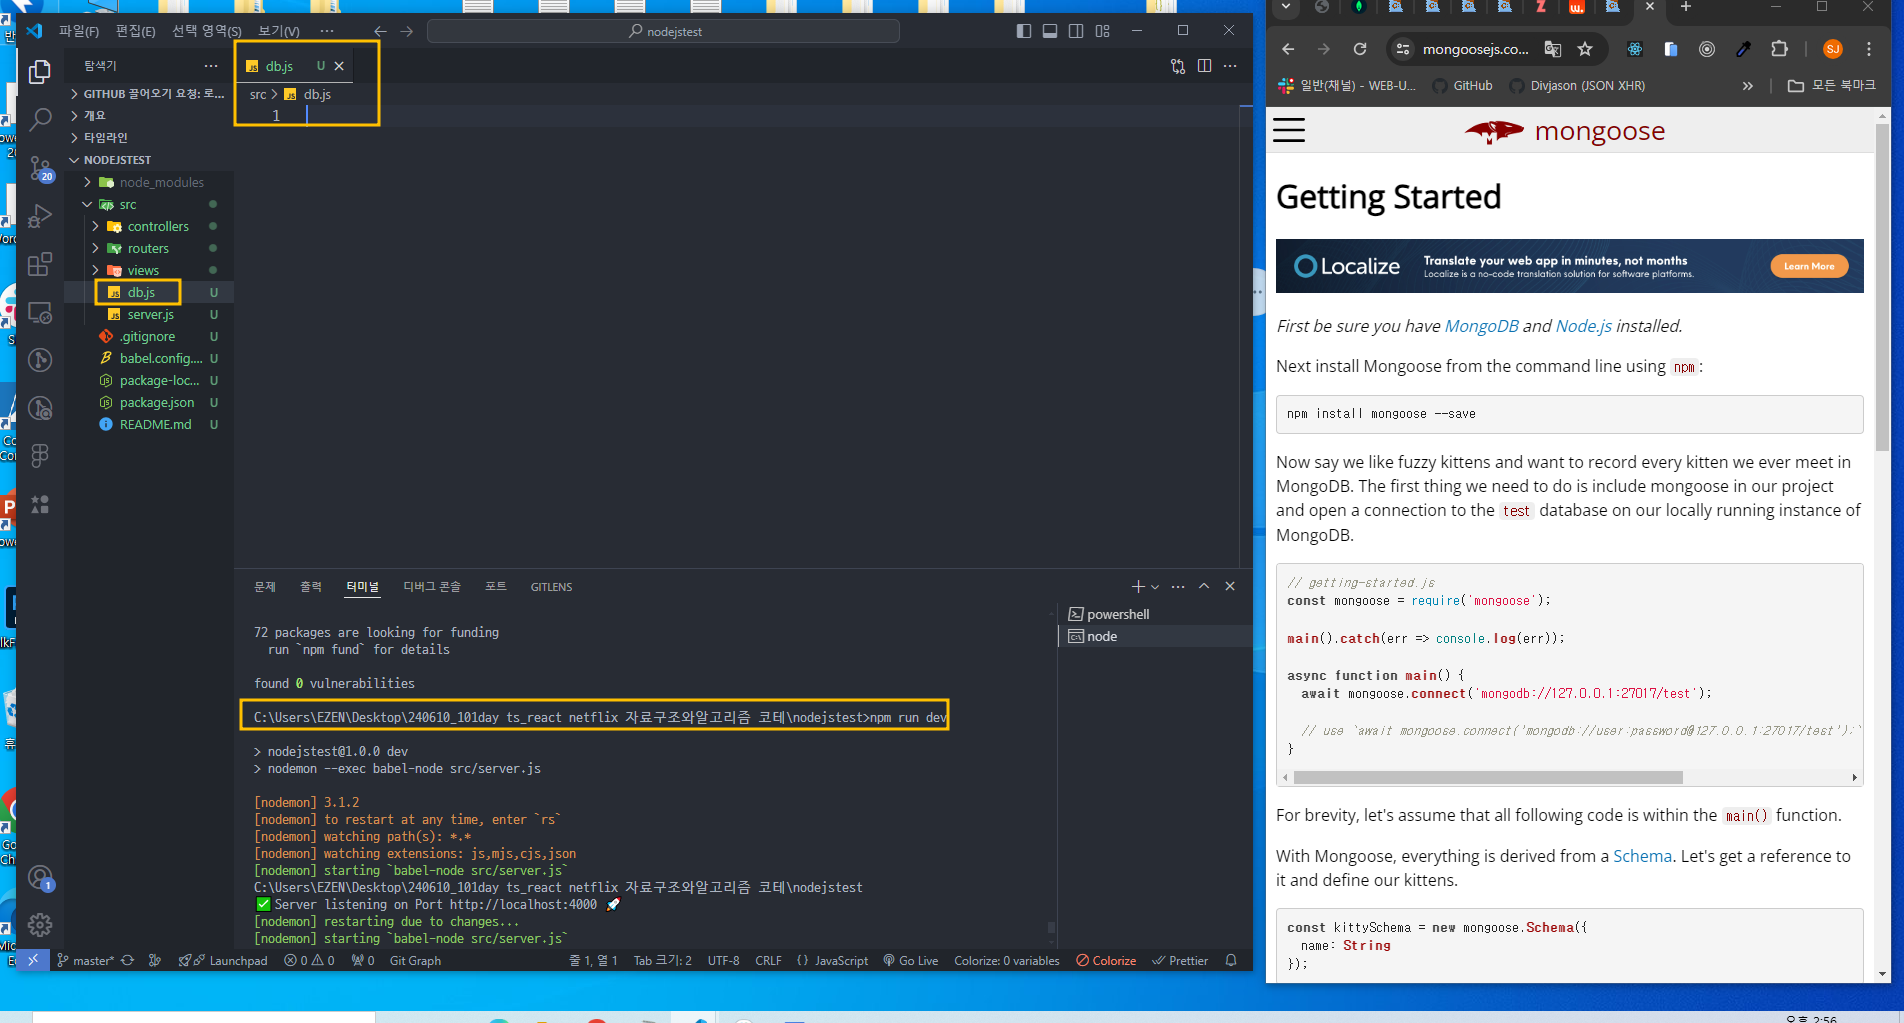 파일(F) 편집(E) 선택 영역(S) 보기(V) ··· nodejstest
탐색기
GITHUB 끌어오기 요청: 로...
개요
타임라인
NODEJSTEST
node_modules
src
controllers
routers
views
db.js U
server.js U
.gitignore U
babel.config.... U
package-loc... U
package.json U
README.md U
20
1
db.js U
src > db.js
1
문제 출력 터미널 디버그 콘솔 포트 GITLENS
powershell
node
72 packages are looking for funding
run `npm fund` for details
found 0 vulnerabilities
C:\Users\EZEN\Desktop\240610_101day ts_react netflix 자료구조와알고리즘 코테\nodejstest>npm run dev
> nodejstest@1.0.0 dev
> nodemon --exec babel-node src/server.js
[nodemon] 3.1.2
[nodemon] to restart at any time, enter `rs`
[nodemon] watching path(s): *.*
[nodemon] watching extensions: js,mjs,cjs,json
[nodemon] starting `babel-node src/server.js`
C:\Users\EZEN\Desktop\240610_101day ts_react netflix 자료구조와알고리즘 코테\nodejstest
✅ Server listening on Port http://localhost:4000 🚀
[nodemon] restarting due to changes...
[nodemon] starting `babel-node src/server.js`
master* Launchpad 0 0 0 Git Graph 줄 1, 열 1 Tab 크기: 2 UTF-8 CRLF {} JavaScript Go Live Colorize: 0 variables Colorize Prettier
mongoosejs.co... SJ
일반(채널) - WEB-U... GitHub Divjason (JSON XHR) » 모든 북마크
mongoose
Getting Started
Localize Translate your web app in minutes, not months Learn More
Localize is a no-code translation solution for software platforms.
First be sure you have MongoDB and Node.js installed.
Next install Mongoose from the command line using npm:
npm install mongoose --save
Now say we like fuzzy kittens and want to record every kitten we ever meet in
MongoDB. The first thing we need to do is include mongoose in our project
and open a connection to the test database on our locally running instance of
MongoDB.
// getting-started.js
const mongoose = require('mongoose');
main().catch(err => console.log(err));
async function main() {
await mongoose.connect('mongodb://127.0.0.1:27017/test');
// use `await mongoose.connect('mongodb://user:password@127.0.0.1:27017/test');`
}
For brevity, let's assume that all following code is within the main() function.
With Mongoose, everything is derived from a Schema. Let's get a reference to
it and define our kittens.
const kittySchema = new mongoose.Schema({
name: String
});
오후 2:56